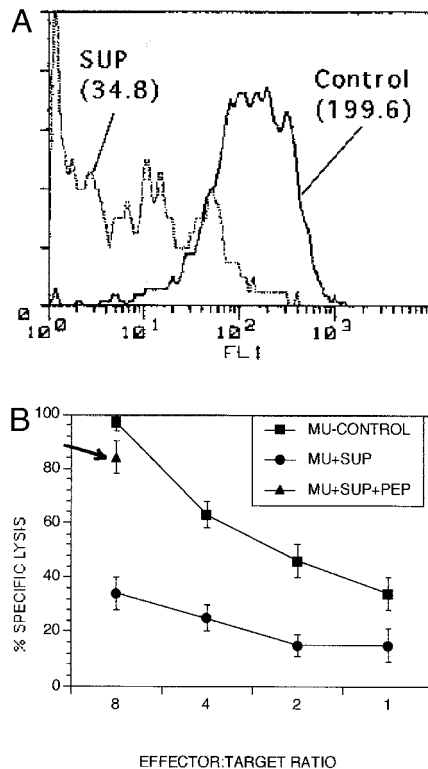 A
SUP
(34.8)
Control
(199.6)
0
10⁰ 10¹ 10² 10³
FL1
B
100
80
60
40
20
0
% SPECIFIC LYSIS
MU-CONTROL
MU+SUP
MU+SUP+PEP
8 4 2 1
EFFECTOR:TARGET RATIO